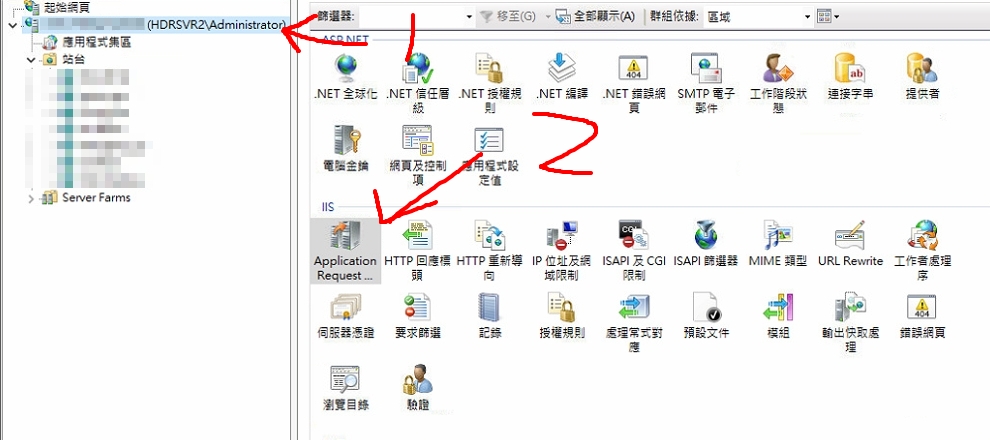 起始網頁
(HDRSVR2\Administrator)
應用程式集區
站台
Server Farms
篩選器:
移至(G)
全部顯示(A)
群組依據:
區域
1
ASP.NET
.NET 全球化
.NET 信任層
級
.NET 授權規
則
.NET 編譯
.NET 錯誤網
頁
SMTP 電子
郵件
工作階段狀
態
連接字串
提供者
2
電腦金鑰
網頁及控制
項
應用程式設
定值
IIS
Application
Request ...
HTTP 回應標
頭
HTTP 重新導
向
IP 位址及網
域限制
ISAPI 及 CGI
限制
ISAPI 篩選器
MIME 類型
URL Rewrite
工作者處理
序
伺服器憑證
要求篩選
記錄
授權規則
處理常式對
應
預設文件
模組
輸出快取處
理
錯誤網頁
瀏覽目錄
驗證